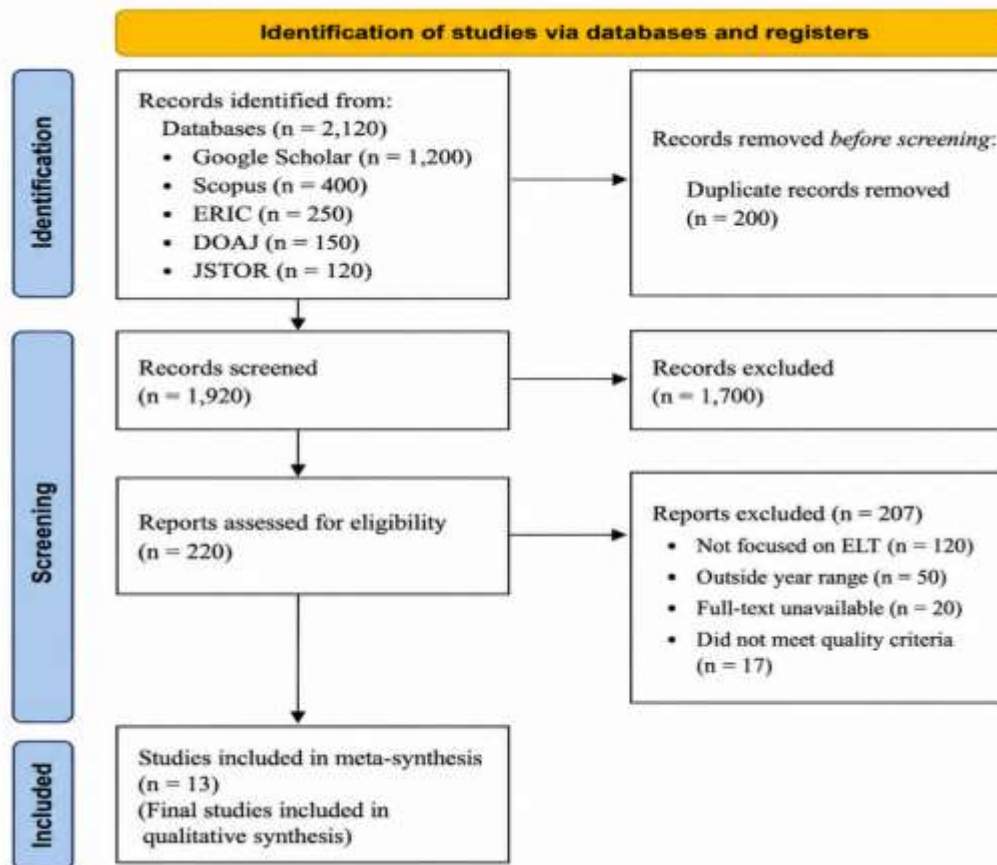 Identification of studies via databases and registers
Identification
Records identified from:
Databases (n = 2,120)
• Google Scholar (n = 1,200)
• Scopus (n = 400)
• ERIC (n = 250)
• DOAJ (n = 150)
• JSTOR (n = 120)
Records removed before screening:
Duplicate records removed
(n = 200)
Screening
Records screened
(n = 1,920)
Records excluded
(n = 1,700)
Reports assessed for eligibility
(n = 220)
Reports excluded (n = 207)
• Not focused on ELT (n = 120)
• Outside year range (n = 50)
• Full-text unavailable (n = 20)
• Did not meet quality criteria
(n = 17)
Included
Studies included in meta-synthesis
(n = 13)
(Final studies included in
qualitative synthesis)